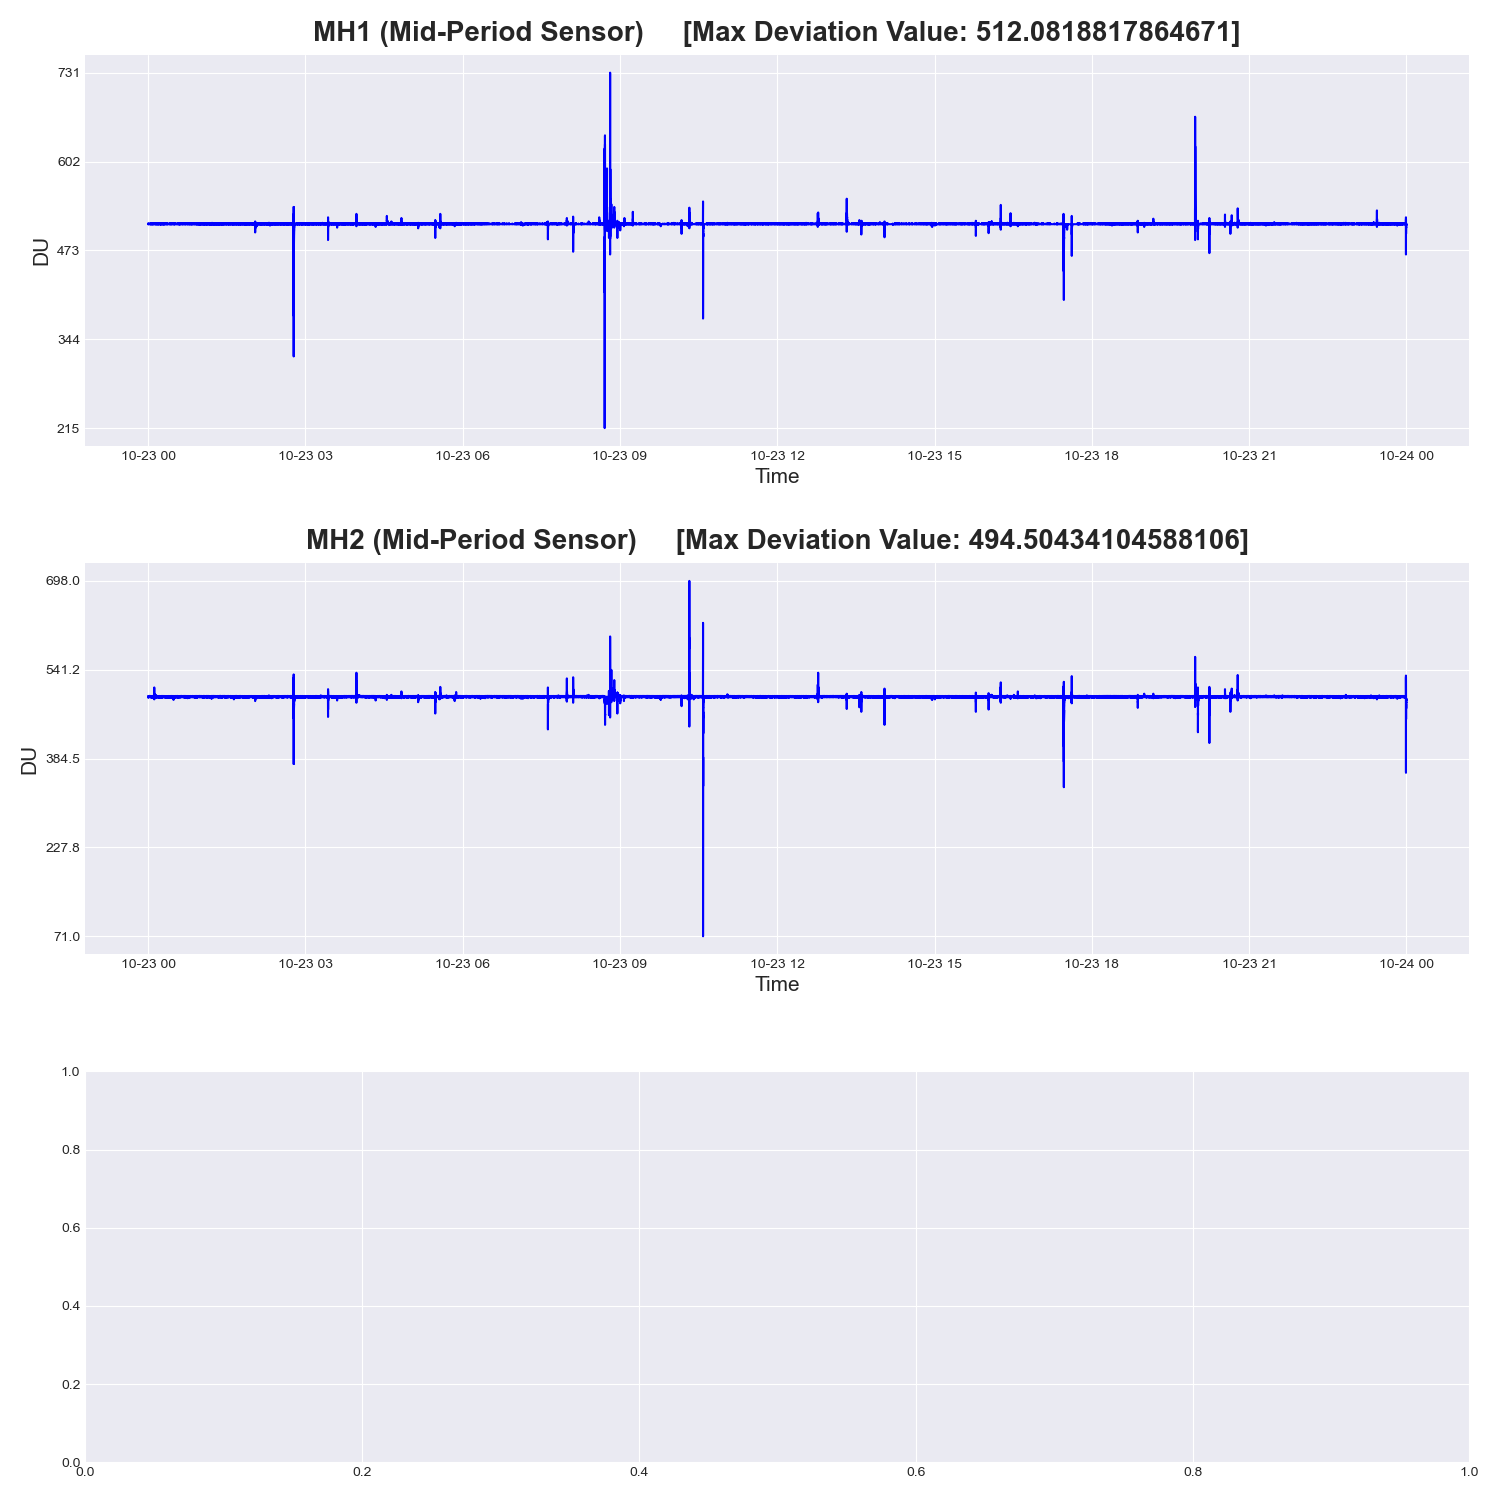 MH1 (Mid-Period Sensor) [Max Deviation Value: 512.0818817864671]
731
602
473
344
215
DU
10-23 00 10-23 03 10-23 06 10-23 09 10-23 12 10-23 15 10-23 18 10-23 21 10-24 00
Time
MH2 (Mid-Period Sensor) [Max Deviation Value: 494.50434104588106]
698.0
541.2
384.5
227.8
71.0
DU
10-23 00 10-23 03 10-23 06 10-23 09 10-23 12 10-23 15 10-23 18 10-23 21 10-24 00
Time
1.0
0.8
0.6
0.4
0.2
0.0
0.0 0.2 0.4 0.6 0.8 1.0